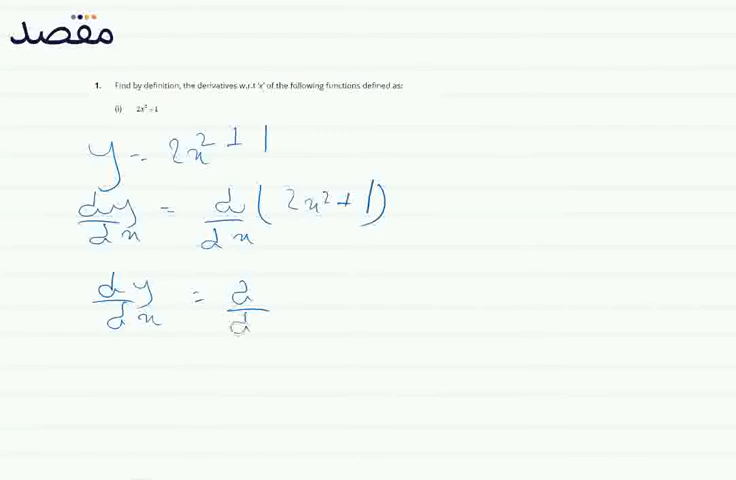 مقصد
1. Find by definition, the derivatives w.r.t 'x' of the following functions defined as:
(i) 2x² + 1
y = 2x² + 1
dy/dx = d/dx (2x² + 1)
dy/dx = d/d